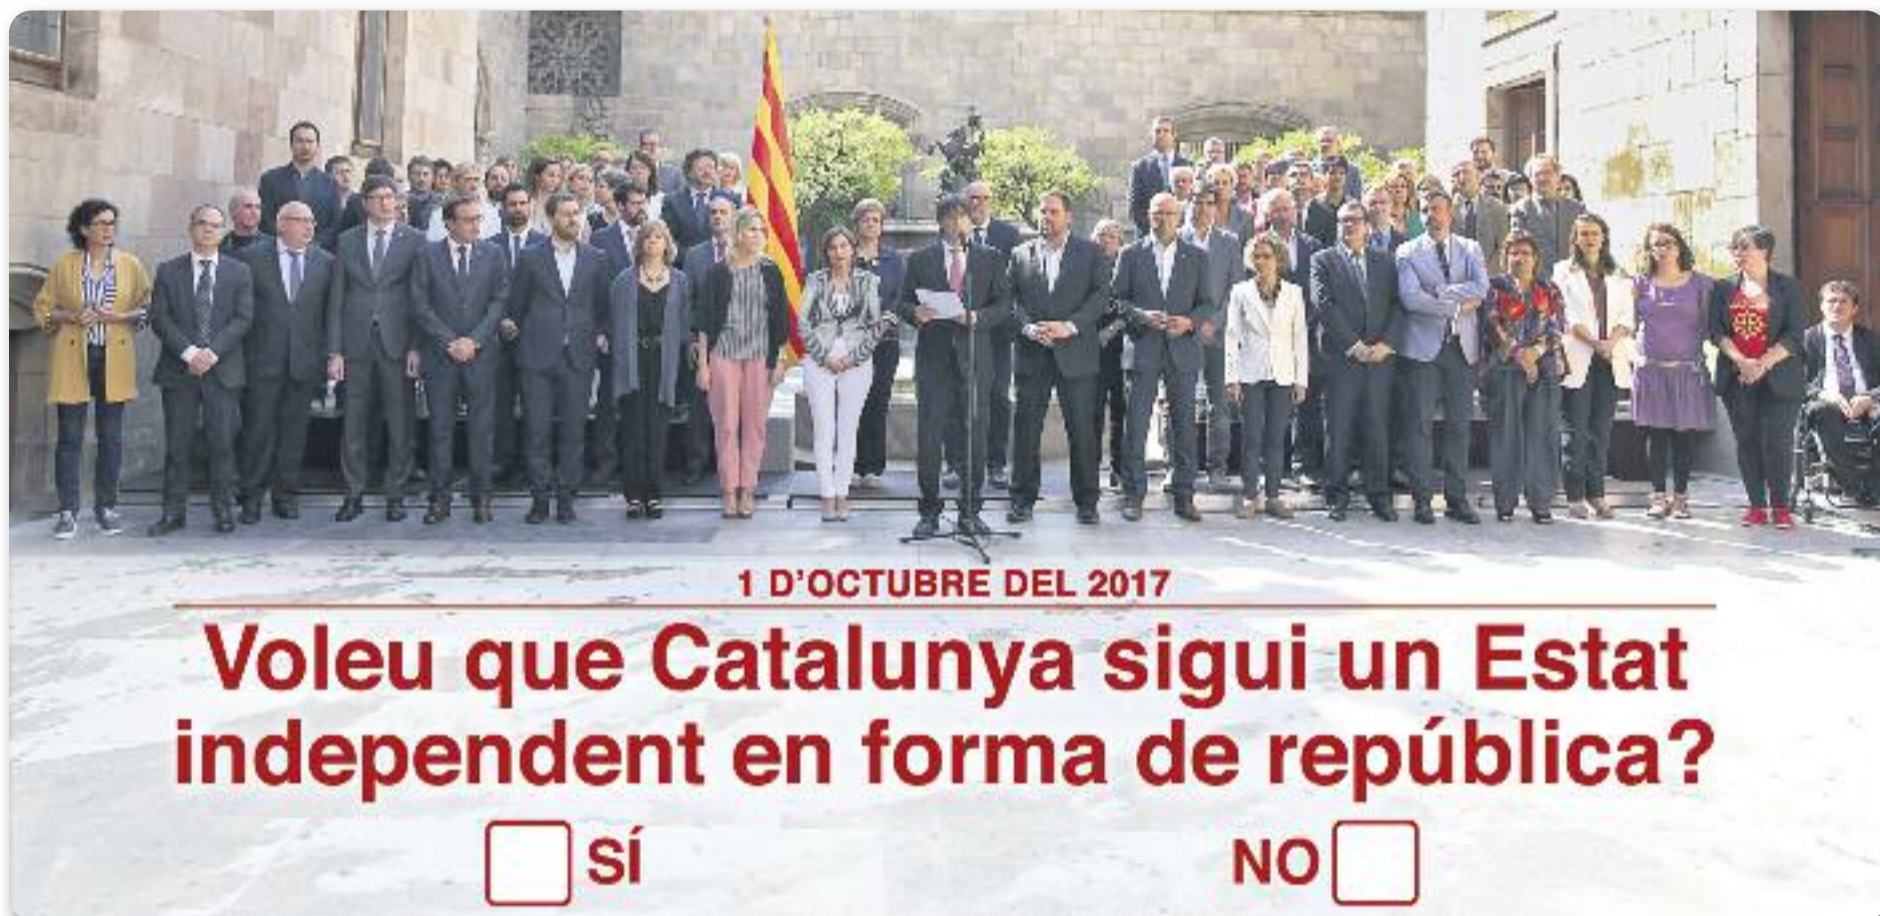 1 D'OCTUBRE DEL 2017
Voleu que Catalunya sigui un Estat
independent en forma de república?
SÍ NO